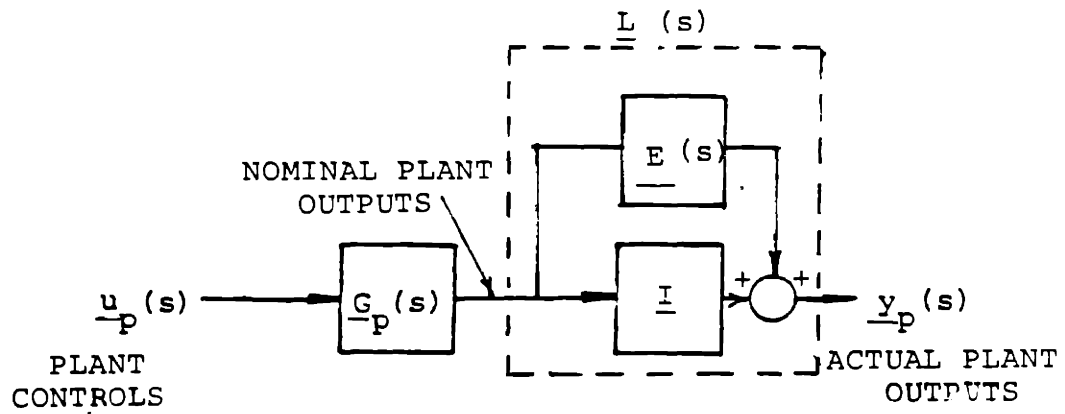 L (s)
E (s)
NOMINAL PLANT
OUTPUTS
+ +
u_p(s)
G_p(s)
I
y_p(s)
PLANT
CONTROLS
ACTUAL PLANT
OUTPUTS